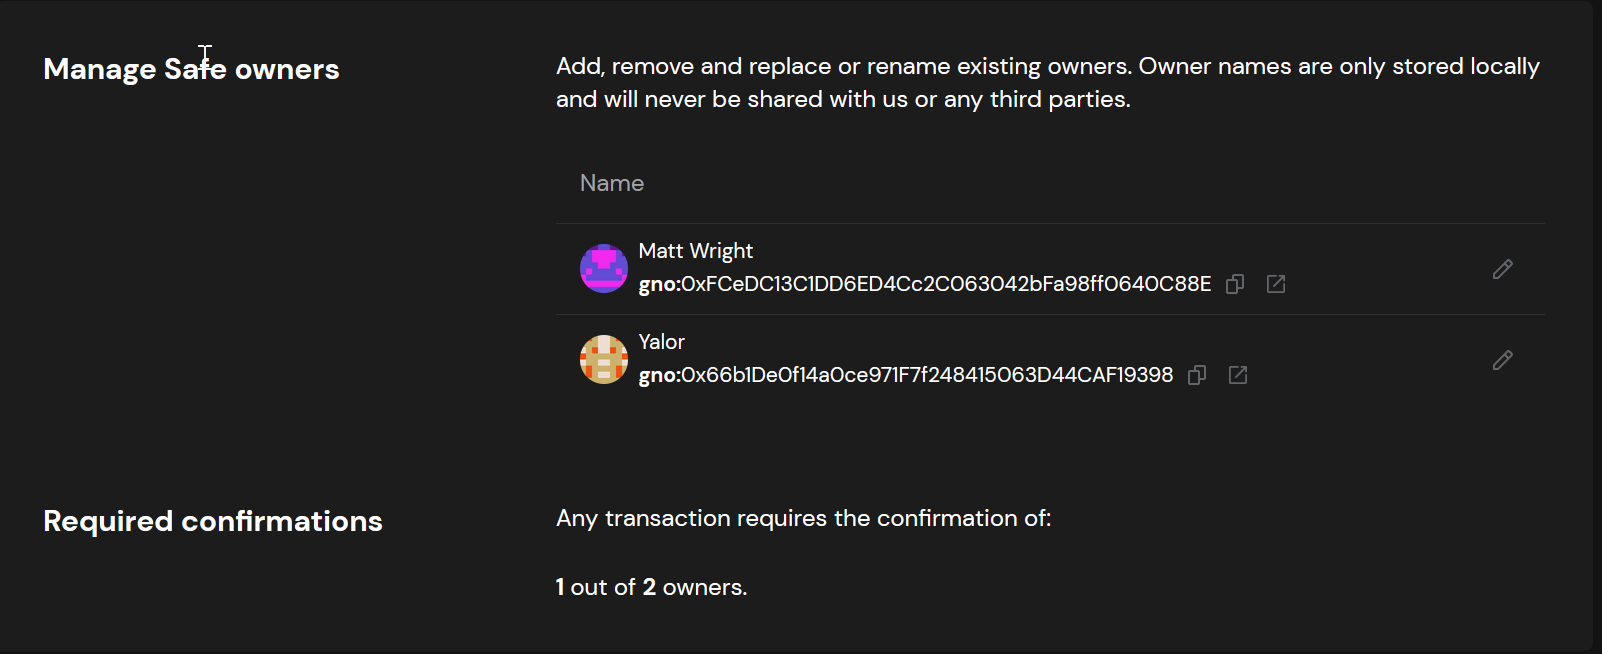 Manage Safe owners
Add, remove and replace or rename existing owners. Owner names are only stored locally
and will never be shared with us or any third parties.
Name
Matt Wright
gno:0xFCeDC13C1DD6ED4Cc2C063042bFa98ff0640C88E
Yalor
gno:0x66b1De0f14a0ce971F7f248415063D44CAF19398
Required confirmations
Any transaction requires the confirmation of:
1 out of 2 owners.